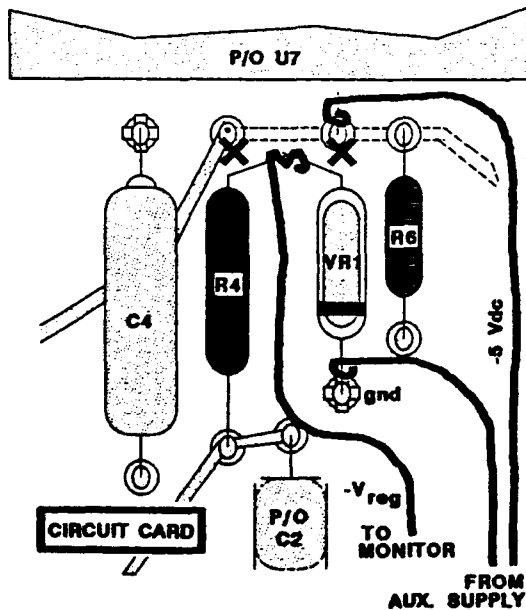 P/O U7
R4
VR1
R6
C4
-5 Vdc
gnd
-Vreg
P/O
C2
CIRCUIT CARD
TO
MONITOR
FROM
AUX. SUPPLY